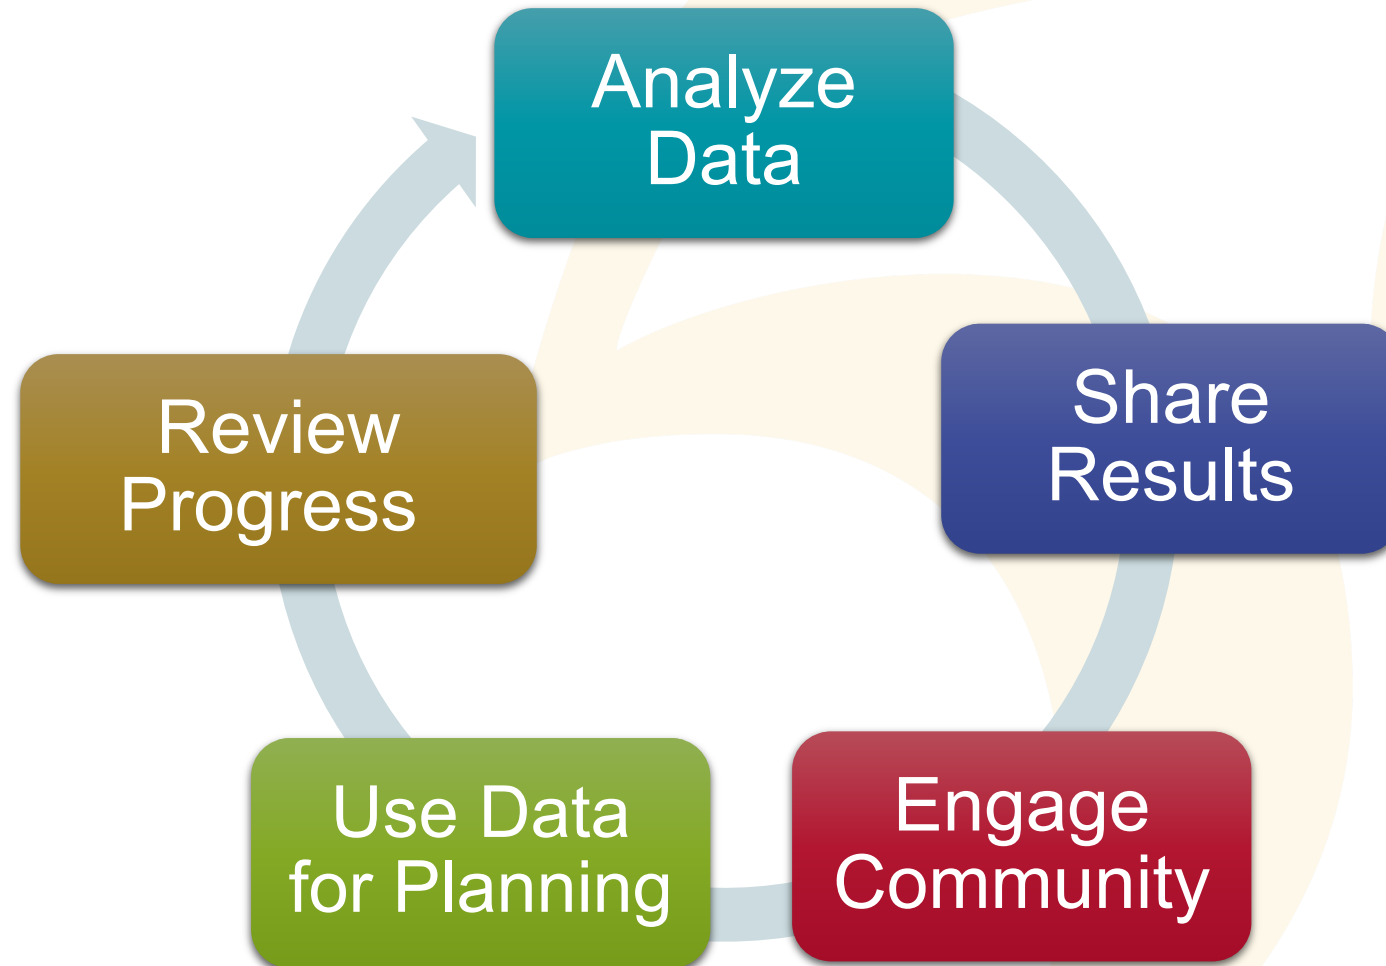 Analyze
Data
Share
Results
Engage
Community
Use Data
for Planning
Review
Progress